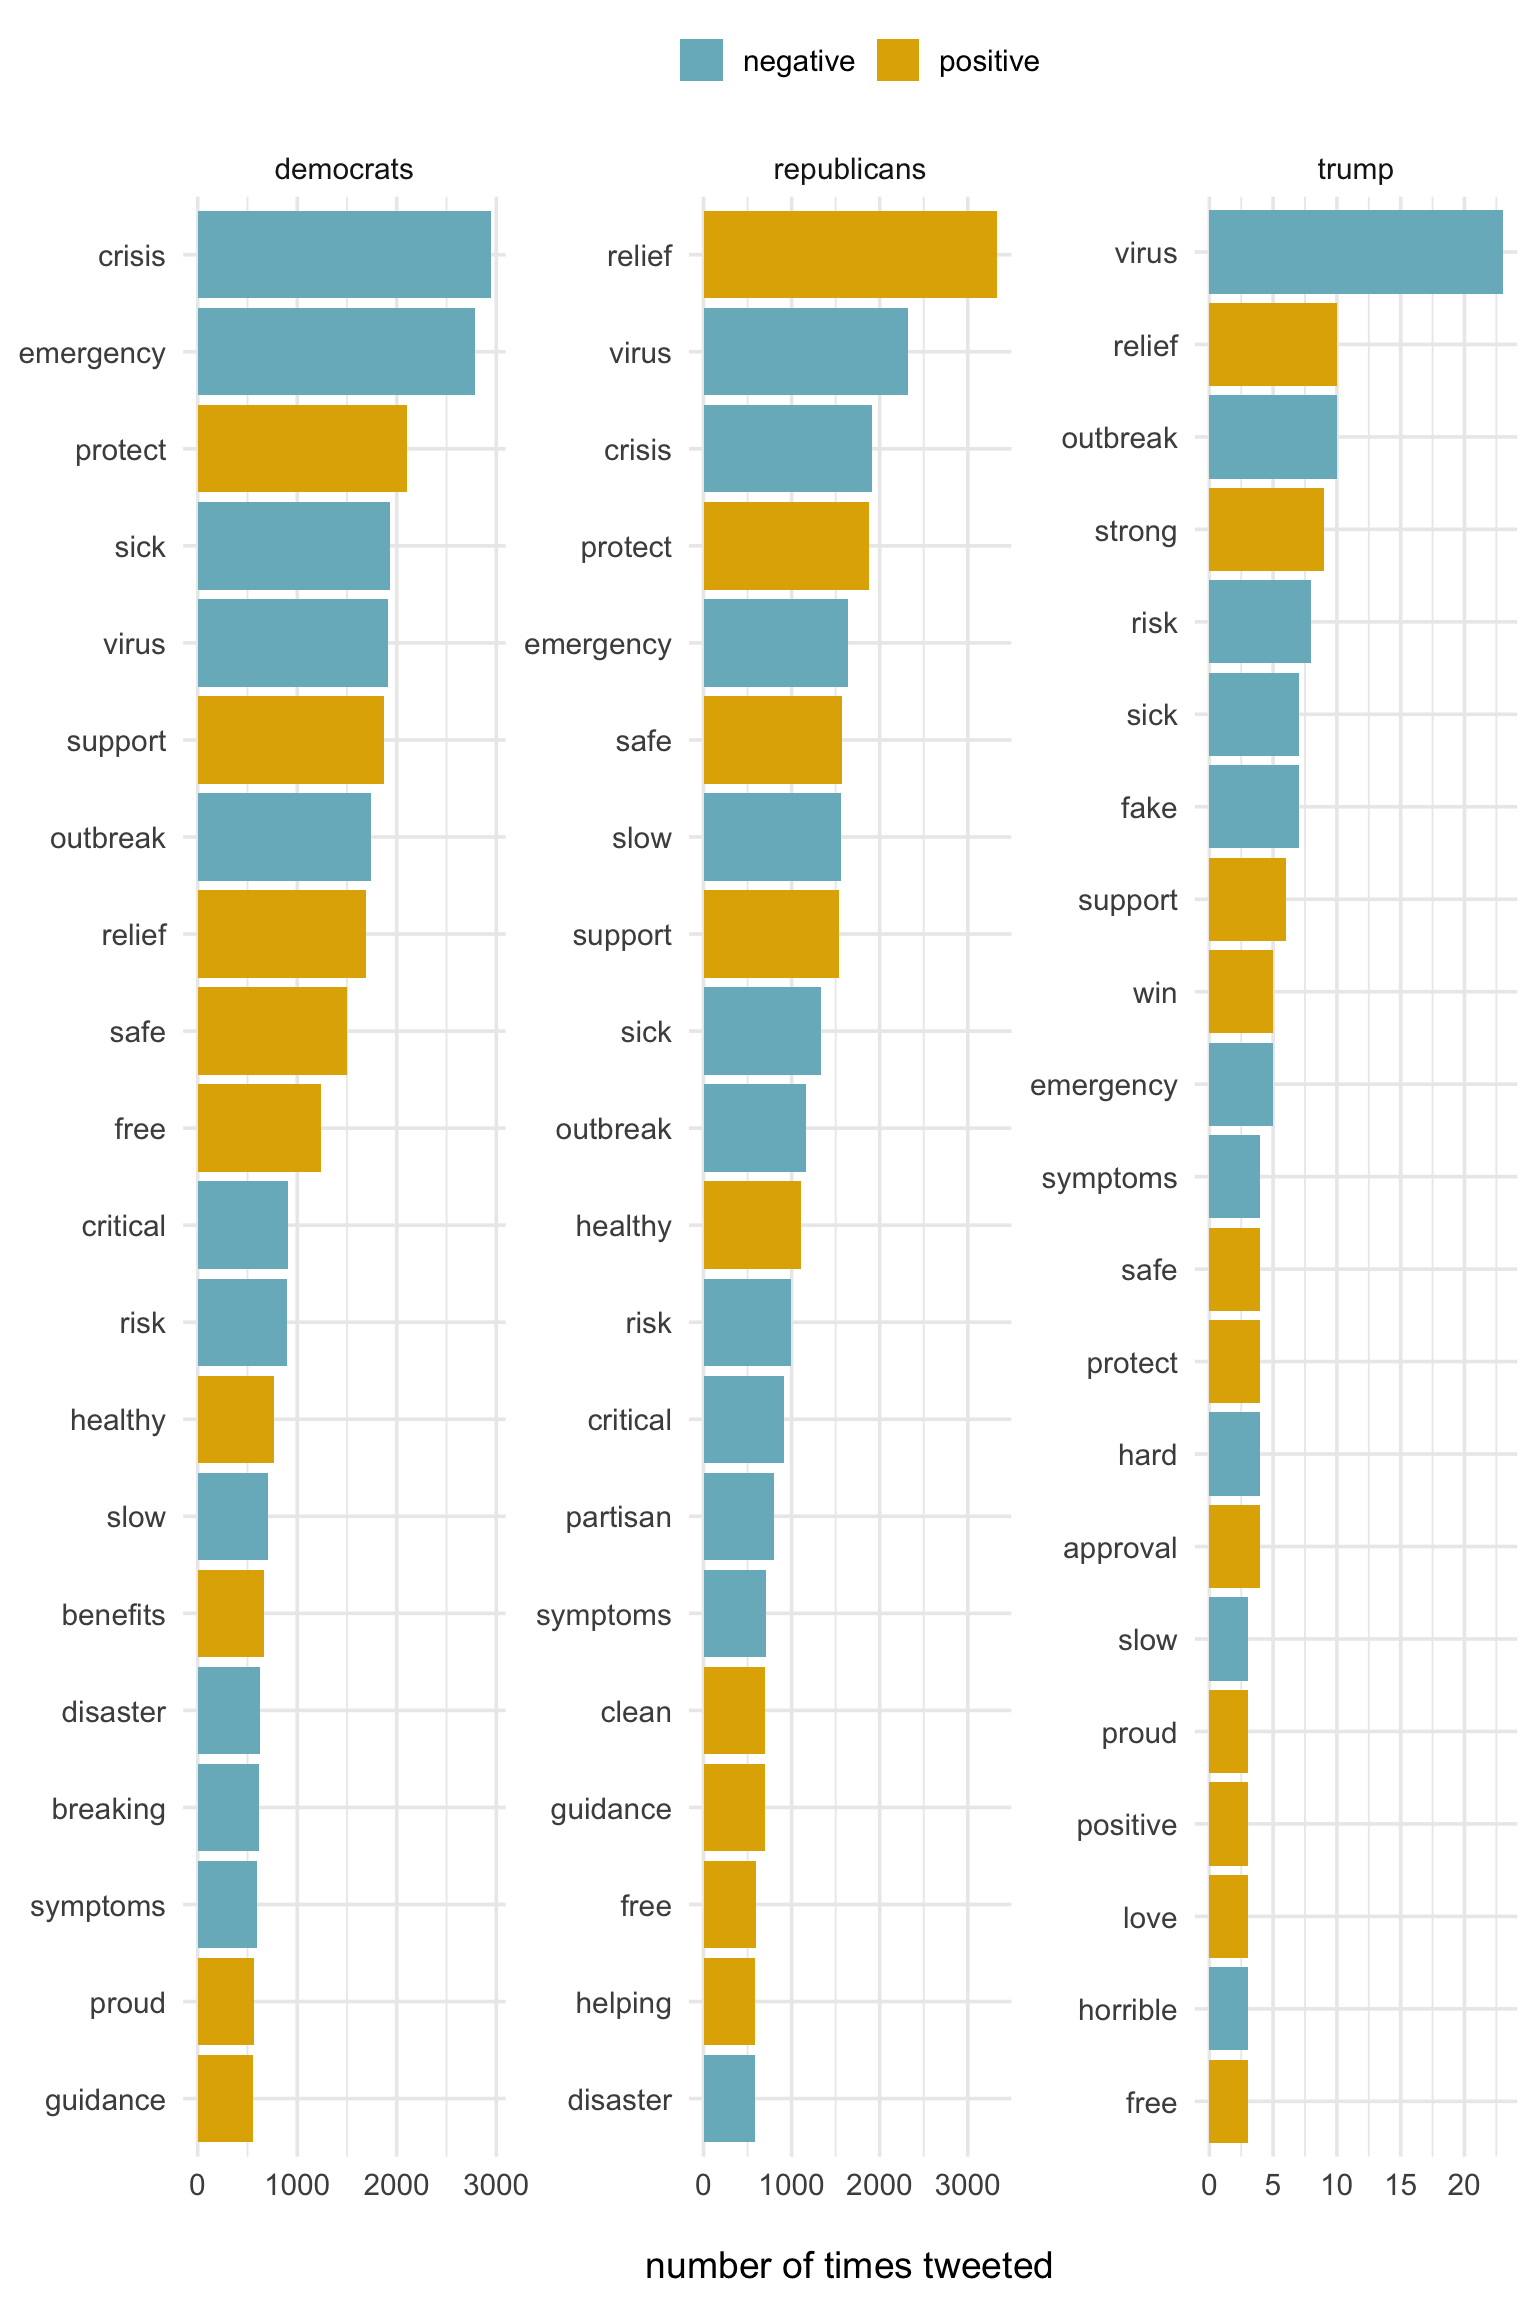 negative positive
democrats
crisis
emergency
protect
sick
virus
support
outbreak
relief
safe
free
critical
risk
healthy
slow
benefits
disaster
breaking
symptoms
proud
guidance
0 1000 2000 3000
republicans
relief
virus
crisis
protect
emergency
safe
slow
support
sick
outbreak
healthy
risk
critical
partisan
symptoms
clean
guidance
free
helping
disaster
0 1000 2000 3000
trump
virus
relief
outbreak
strong
risk
sick
fake
support
win
emergency
symptoms
safe
protect
hard
approval
slow
proud
positive
love
horrible
free
0 5 10 15 20
number of times tweeted